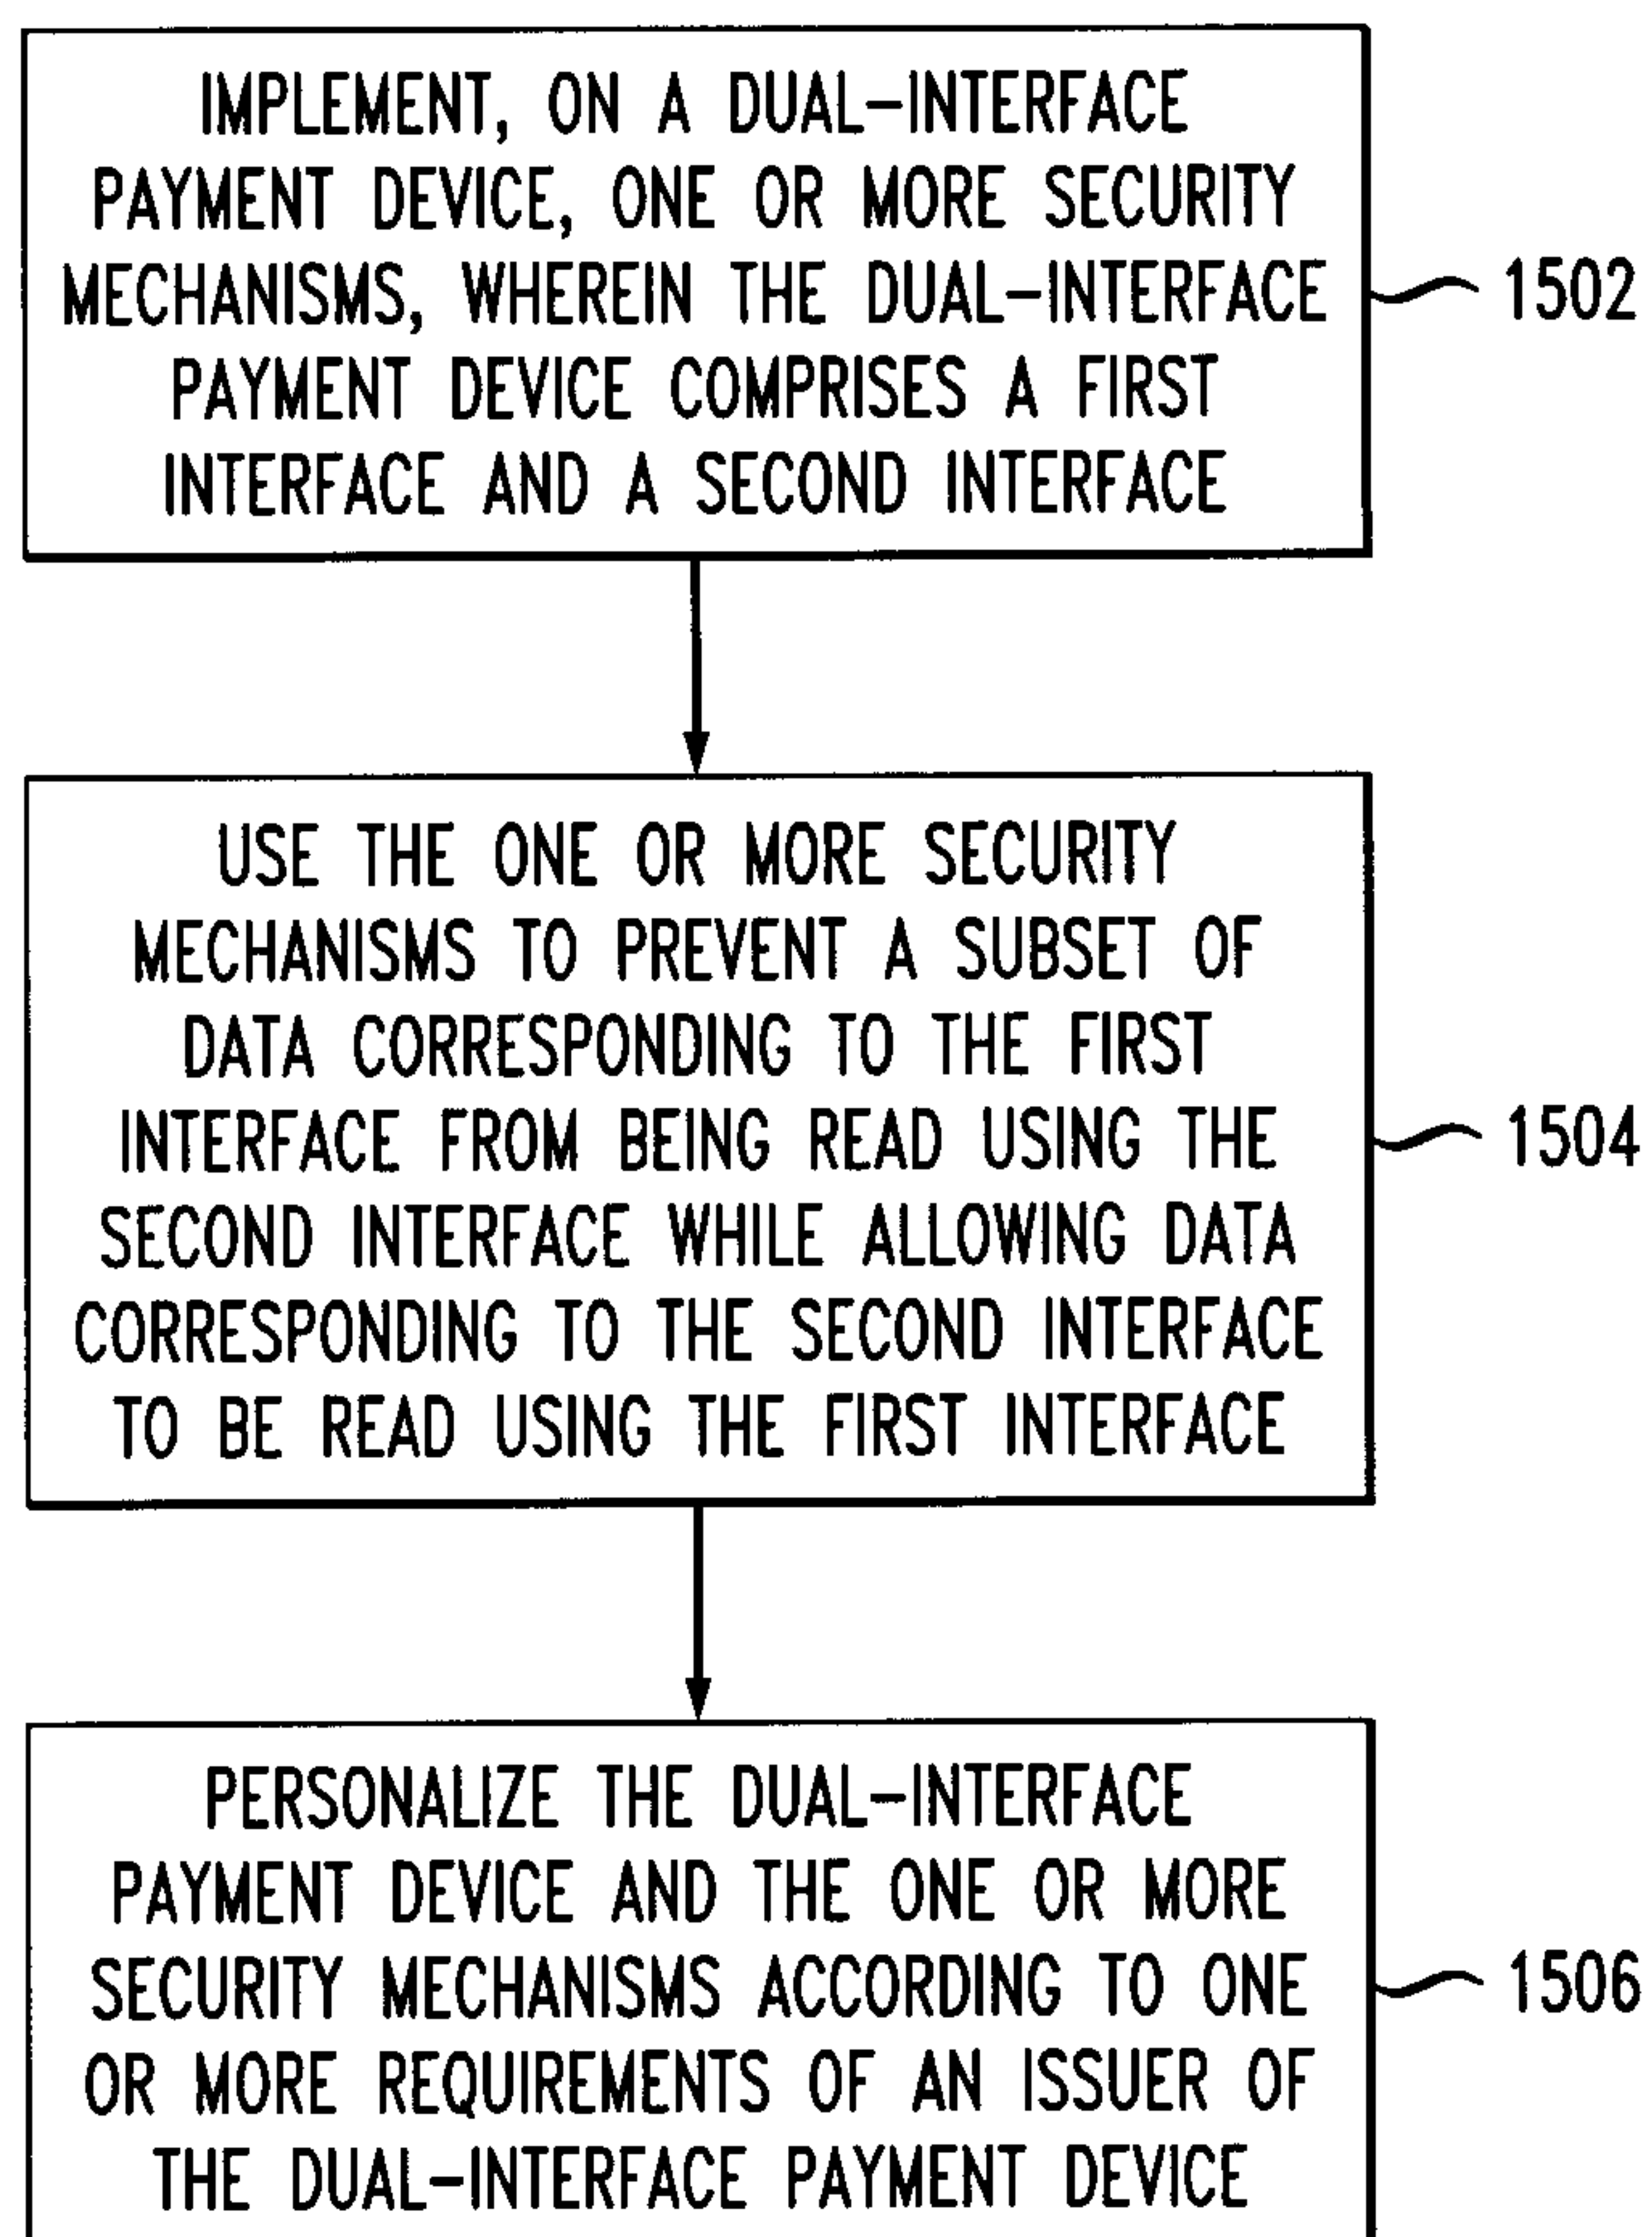 IMPLEMENT, ON A DUAL-INTERFACE
PAYMENT DEVICE, ONE OR MORE SECURITY
MECHANISMS, WHEREIN THE DUAL-INTERFACE
PAYMENT DEVICE COMPRISES A FIRST
INTERFACE AND A SECOND INTERFACE
1502
USE THE ONE OR MORE SECURITY
MECHANISMS TO PREVENT A SUBSET OF
DATA CORRESPONDING TO THE FIRST
INTERFACE FROM BEING READ USING THE
SECOND INTERFACE WHILE ALLOWING DATA
CORRESPONDING TO THE SECOND INTERFACE
TO BE READ USING THE FIRST INTERFACE
1504
PERSONALIZE THE DUAL-INTERFACE
PAYMENT DEVICE AND THE ONE OR MORE
SECURITY MECHANISMS ACCORDING TO ONE
OR MORE REQUIREMENTS OF AN ISSUER OF
THE DUAL-INTERFACE PAYMENT DEVICE
1506